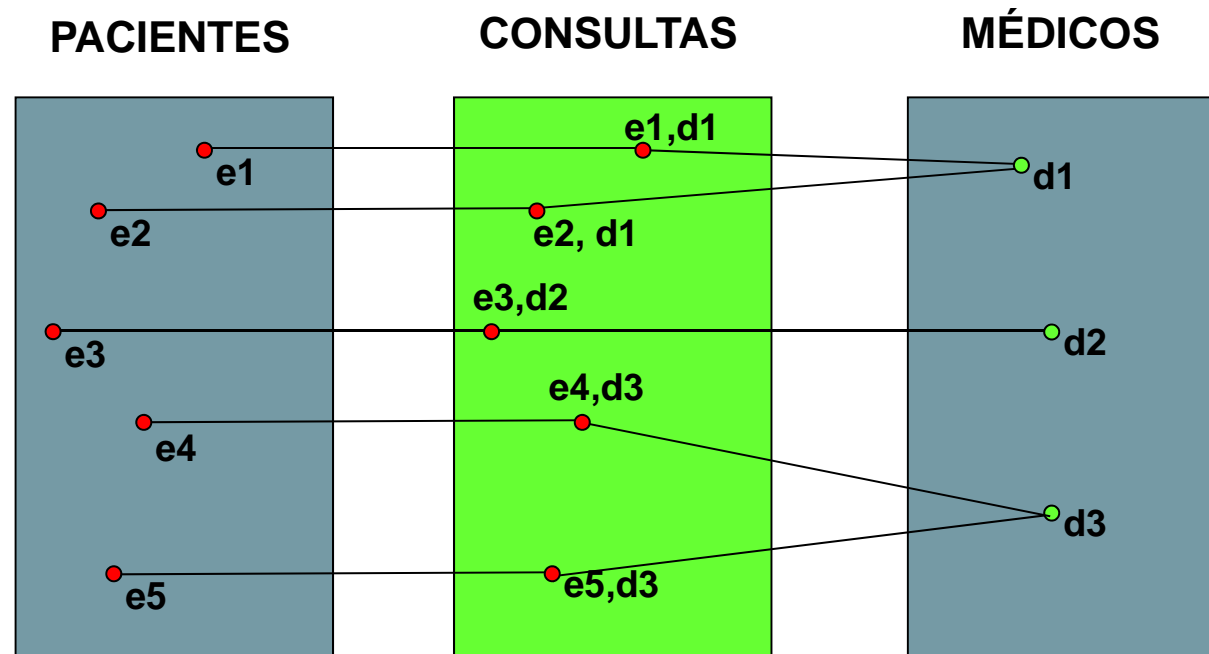 PACIENTES
CONSULTAS
MÉDICOS
e1
e1,d1
d1
e2
e2, d1
e3
e3,d2
d2
e4
e4,d3
d3
e5
e5,d3